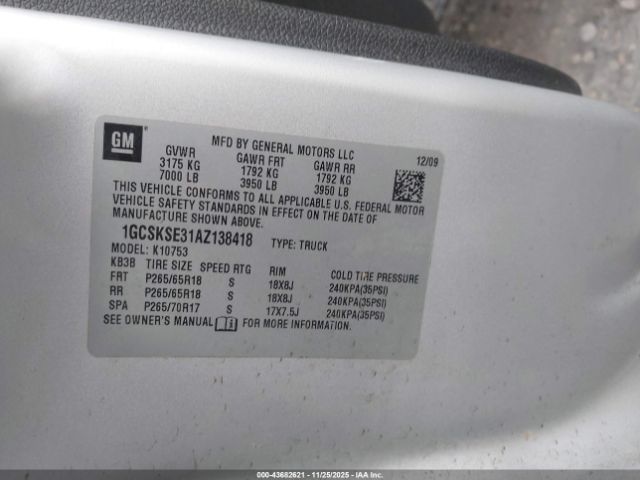 GM
MFD BY GENERAL MOTORS LLC
12/09
GVWR GAWR FRT GAWR RR
3175 KG 1792 KG 1792 KG
7000 LB 3950 LB 3950 LB
THIS VEHICLE CONFORMS TO ALL APPLICABLE U.S. FEDERAL MOTOR
VEHICLE SAFETY STANDARDS IN EFFECT ON THE DATE OF
MANUFACTURE SHOWN ABOVE.
1GCSKSE31AZ138418 TYPE: TRUCK
MODEL: K10753
KB3B TIRE SIZE SPEED RTG RIM COLD TIRE PRESSURE
FRT P265/65R18 S 18X8J 240KPA(35PSI)
RR P265/65R18 S 18X8J 240KPA(35PSI)
SPA P265/70R17 S 17X7.5J 240KPA(35PSI)
SEE OWNER'S MANUAL FOR MORE INFORMATION.
000-43682621 - 11/25/2025 - IAA Inc.